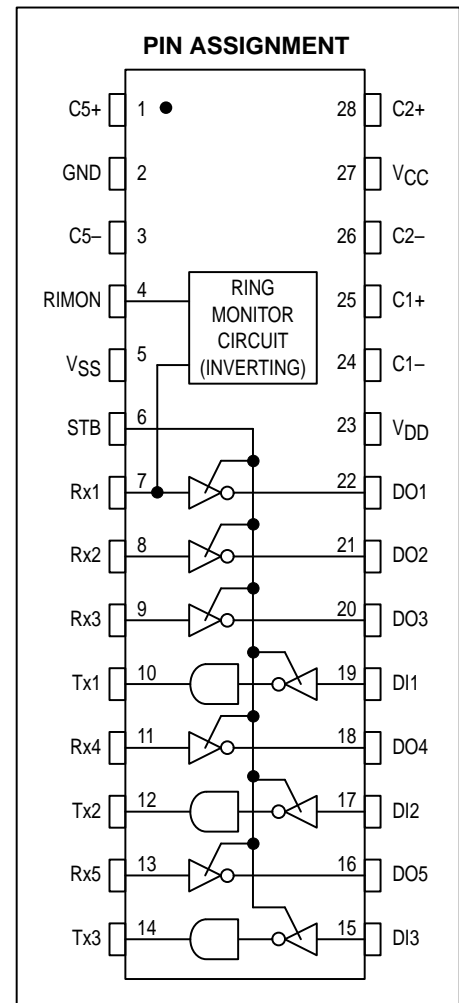 PIN ASSIGNMENT
C5+ 1 28 C2+
GND 2 27 VCC
C5– 3 26 C2–
RIMON 4 RING MONITOR CIRCUIT (INVERTING) 25 C1+
VSS 5 24 C1–
STB 6 23 VDD
Rx1 7 22 DO1
Rx2 8 21 DO2
Rx3 9 20 DO3
Tx1 10 19 DI1
Rx4 11 18 DO4
Tx2 12 17 DI2
Rx5 13 16 DO5
Tx3 14 15 DI3